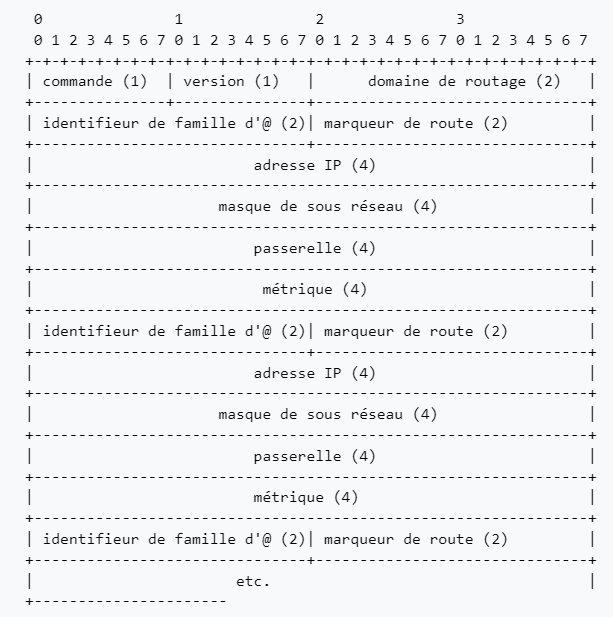 0 1 2 3
0 1 2 3 4 5 6 7 0 1 2 3 4 5 6 7 0 1 2 3 4 5 6 7 0 1 2 3 4 5 6 7
+-+-+-+-+-+-+-+-+-+-+-+-+-+-+-+-+-+-+-+-+-+-+-+-+-+-+-+-+-+-+-+-+
| commande (1) | version (1) | domaine de routage (2) |
+---------------+---------------+-------------------------------+
| identifieur de famille d'@ (2)| marqueur de route (2) |
+-------------------------------+-------------------------------+
| adresse IP (4) |
+---------------------------------------------------------------+
| masque de sous réseau (4) |
+---------------------------------------------------------------+
| passerelle (4) |
+---------------------------------------------------------------+
| métrique (4) |
+---------------------------------------------------------------+
| identifieur de famille d'@ (2)| marqueur de route (2) |
+-------------------------------+-------------------------------+
| adresse IP (4) |
+---------------------------------------------------------------+
| masque de sous réseau (4) |
+---------------------------------------------------------------+
| passerelle (4) |
+---------------------------------------------------------------+
| métrique (4) |
+---------------------------------------------------------------+
| identifieur de famille d'@ (2)| marqueur de route (2) |
+-------------------------------+-------------------------------+
| etc. |
+----------------------